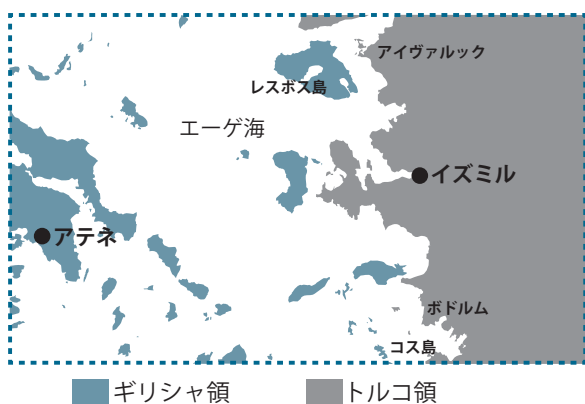 アイヴァルック
レスボス島
エーゲ海
イズミル
アテネ
ボドルム
コス島
ギリシャ領
トルコ領